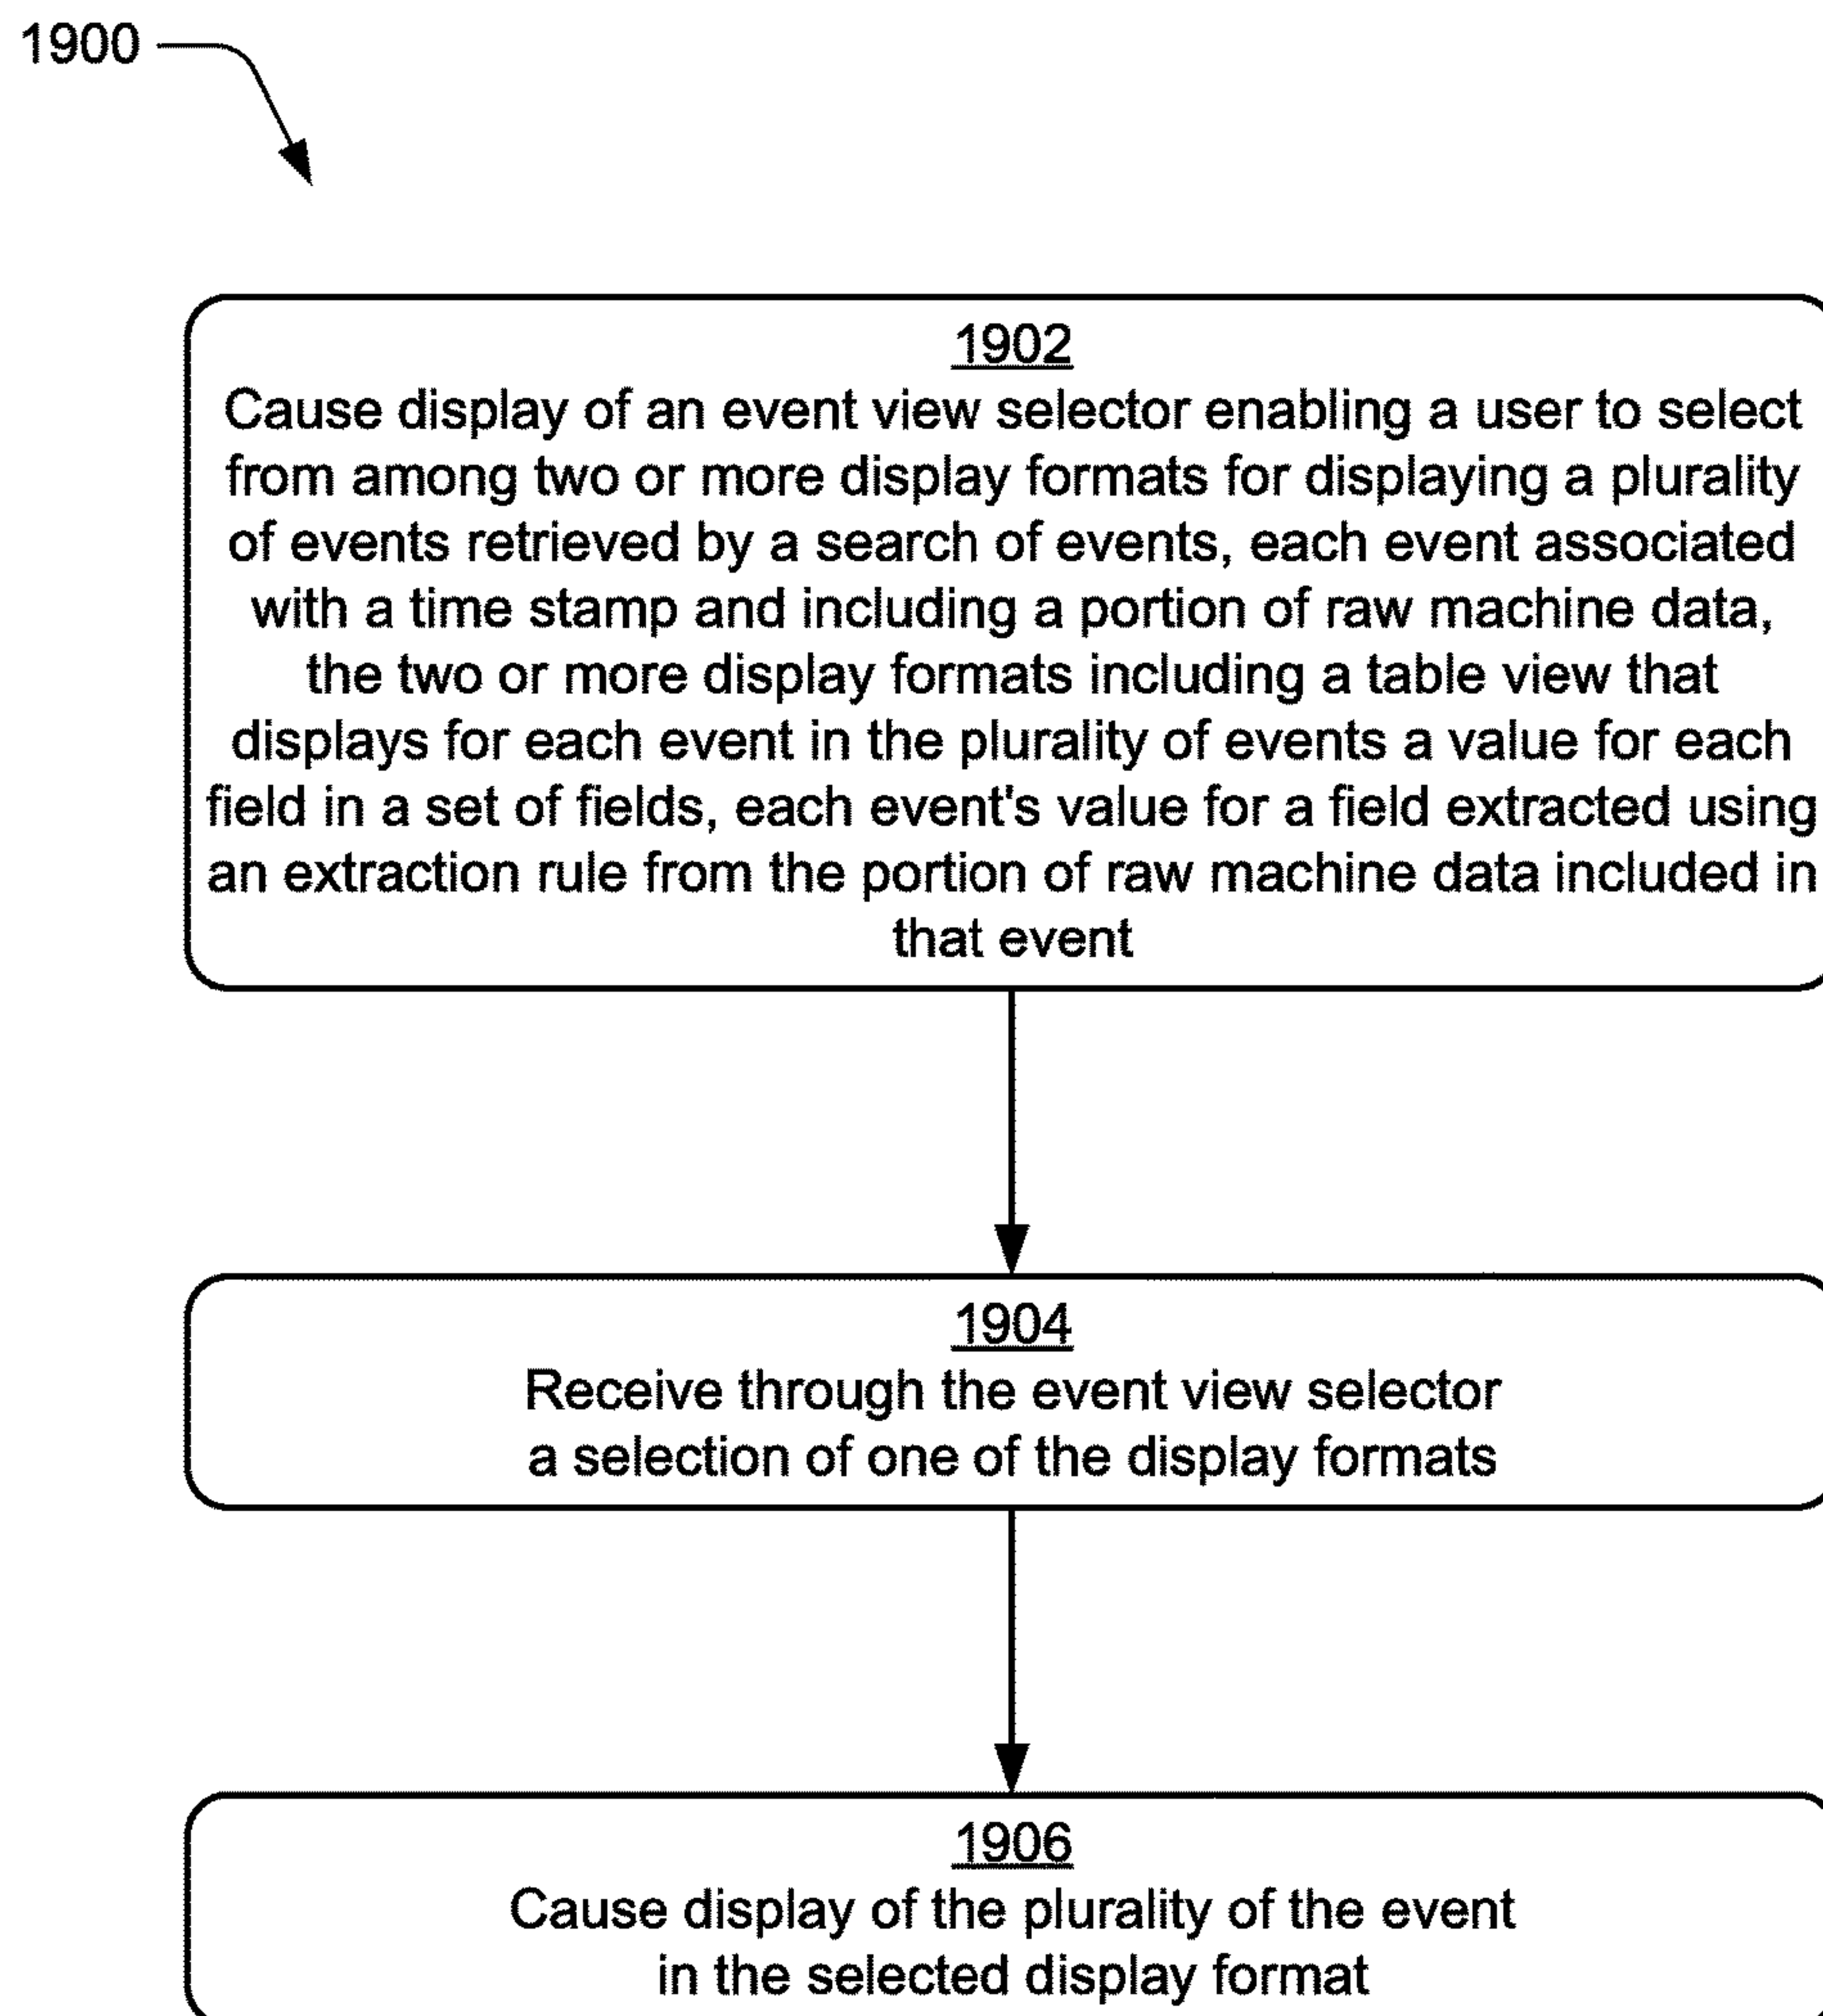 1900
1902
Cause display of an event view selector enabling a user to select
from among two or more display formats for displaying a plurality
of events retrieved by a search of events, each event associated
with a time stamp and including a portion of raw machine data,
the two or more display formats including a table view that
displays for each event in the plurality of events a value for each
field in a set of fields, each event's value for a field extracted using
an extraction rule from the portion of raw machine data included in
that event
1904
Receive through the event view selector
a selection of one of the display formats
1906
Cause display of the plurality of the event
in the selected display format